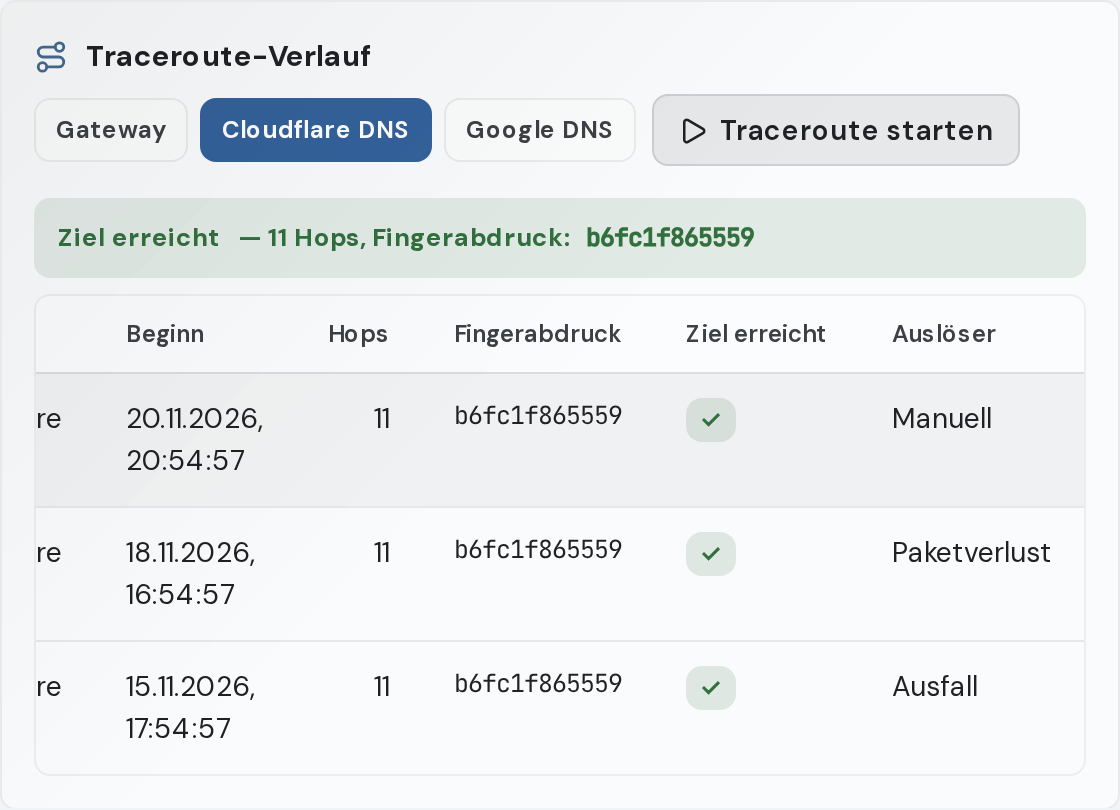 Traceroute-Verlauf
Gateway Cloudflare DNS Google DNS Traceroute starten
Ziel erreicht — 11 Hops, Fingerabdruck: b6fc1f865559
Beginn Hops Fingerabdruck Ziel erreicht Auslöser
re 20.11.2026, 11 b6fc1f865559 Manuell
20:54:57
re 18.11.2026, 11 b6fc1f865559 Paketverlust
16:54:57
re 15.11.2026, 11 b6fc1f865559 Ausfall
17:54:57